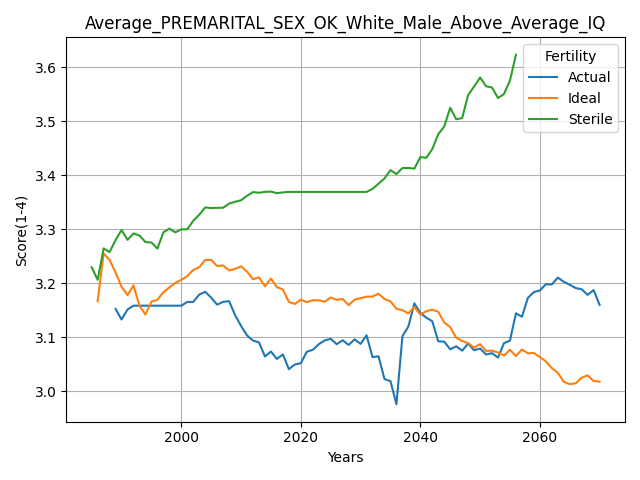 Average_PREMARITAL_SEX_OK_White_Male_Above_Average_IQ
Fertility
Actual
Ideal
Sterile
Score(1-4)
3.6
3.5
3.4
3.3
3.2
3.1
3.0
2000 2020 2040 2060
Years